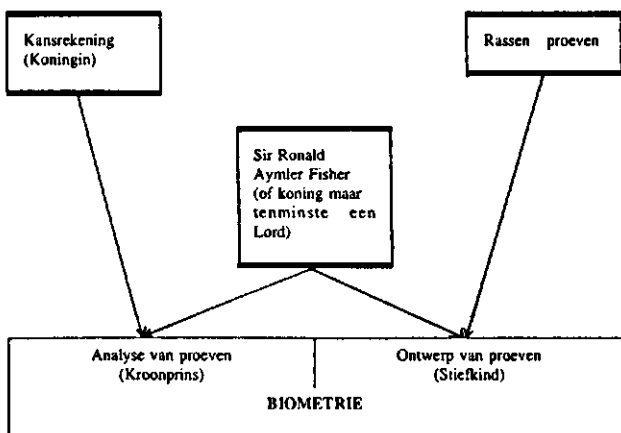 Kansrekening
(Koningin)
Rassen proeven
Sir Ronald
Aymler Fisher
(of koning maar
tenminste een
Lord)
Analyse van proeven
(Kroonprins)
Ontwerp van proeven
(Stiefkind)
BIOMETRIE